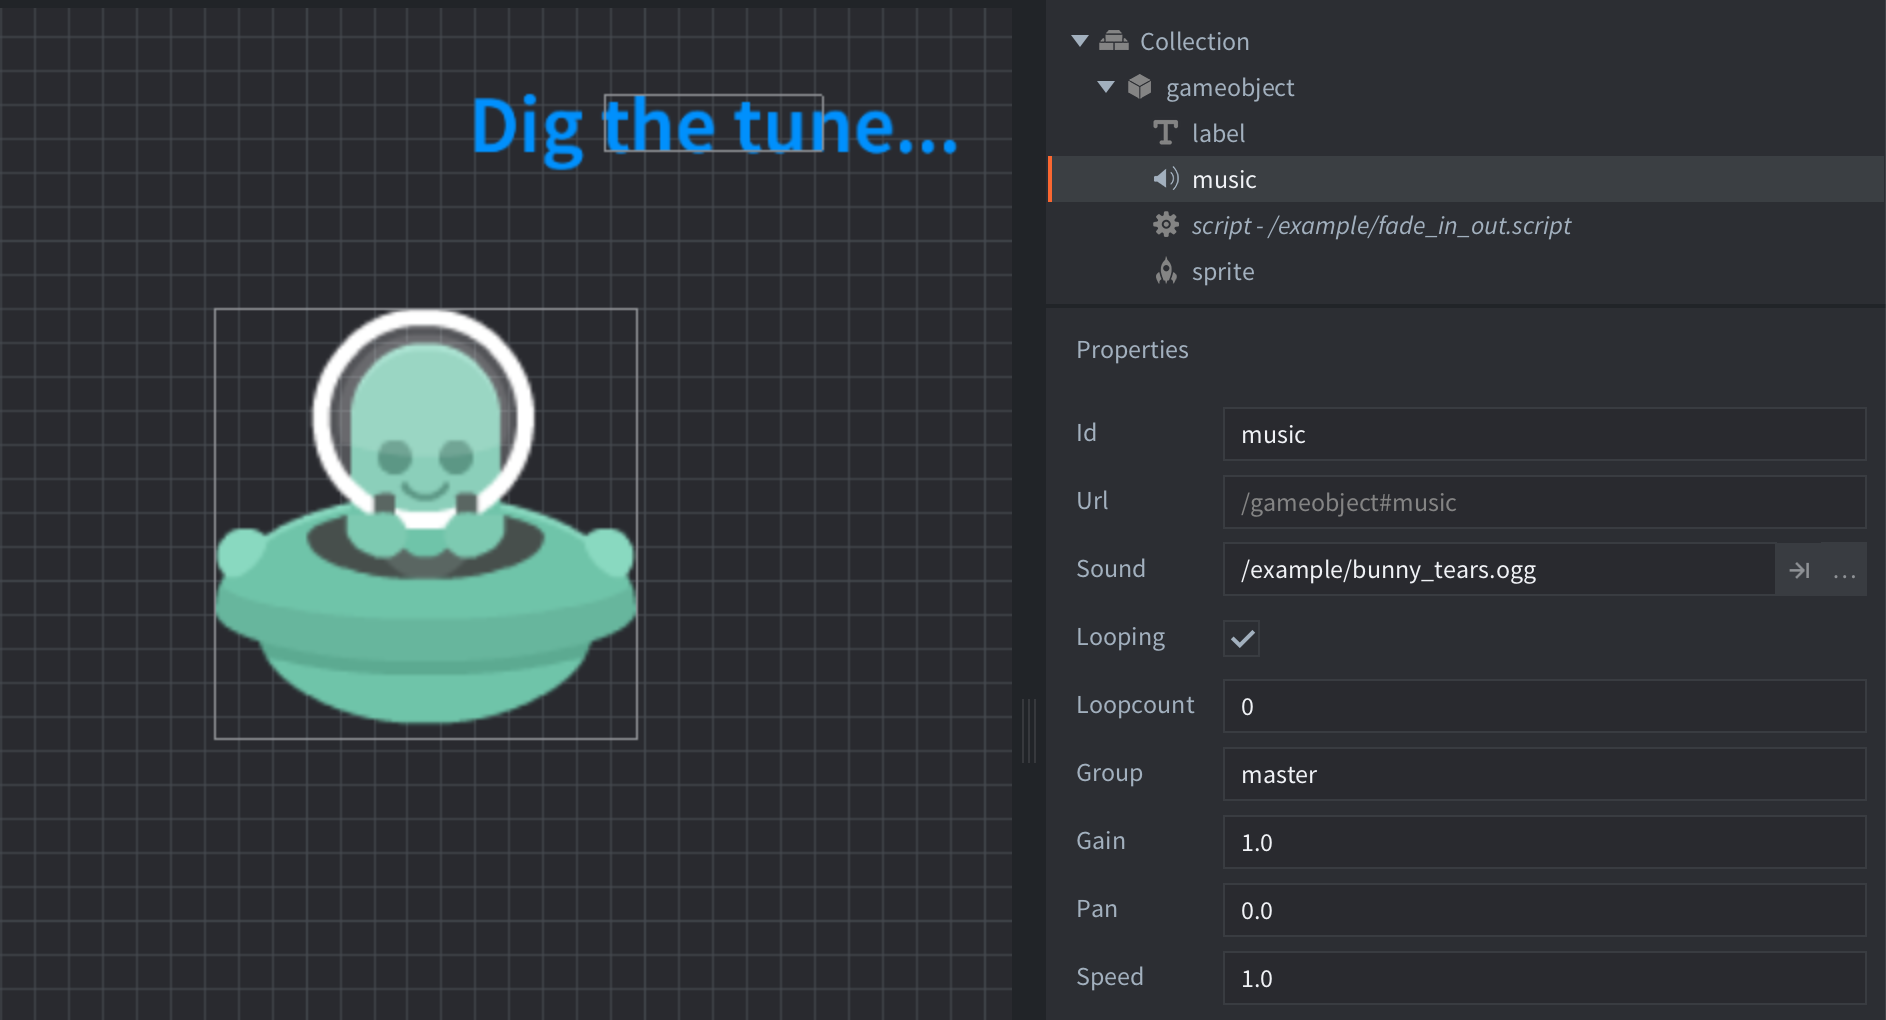 Dig the tune...
Collection
gameobject
label
music
script - /example/fade_in_out.script
sprite
Properties
Id music
Url /gameobject#music
Sound /example/bunny_tears.ogg ...
Looping
Loopcount 0
Group master
Gain 1.0
Pan 0.0
Speed 1.0